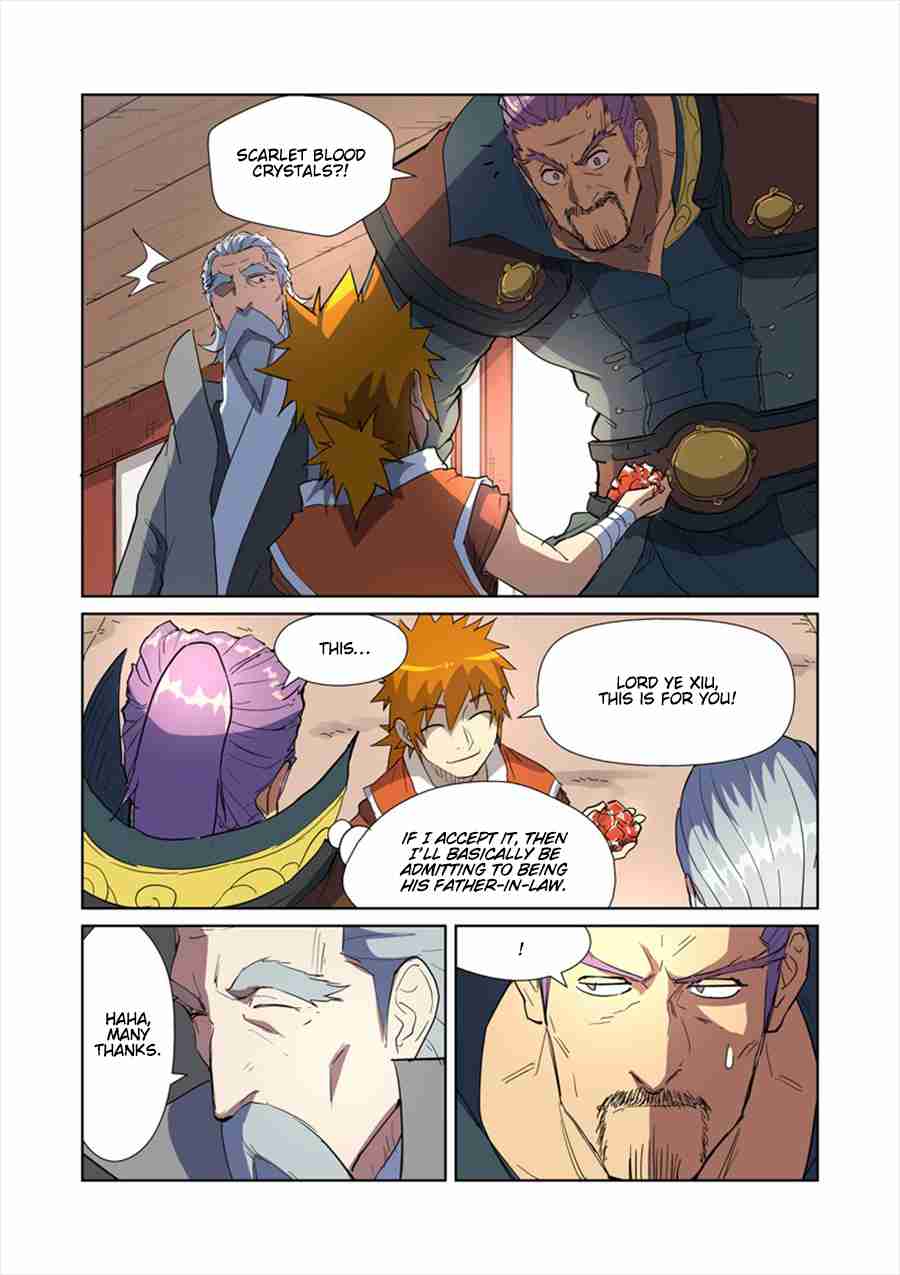 SCARLET BLOOD
CRYSTALS?!
THIS...
LORD YE XIU,
THIS IS FOR YOU!
IF I ACCEPT IT, THEN
I'LL BASICALLY BE
ADMITTING TO BEING
HIS FATHER-IN-LAW.
HAHA,
MANY
THANKS.
!